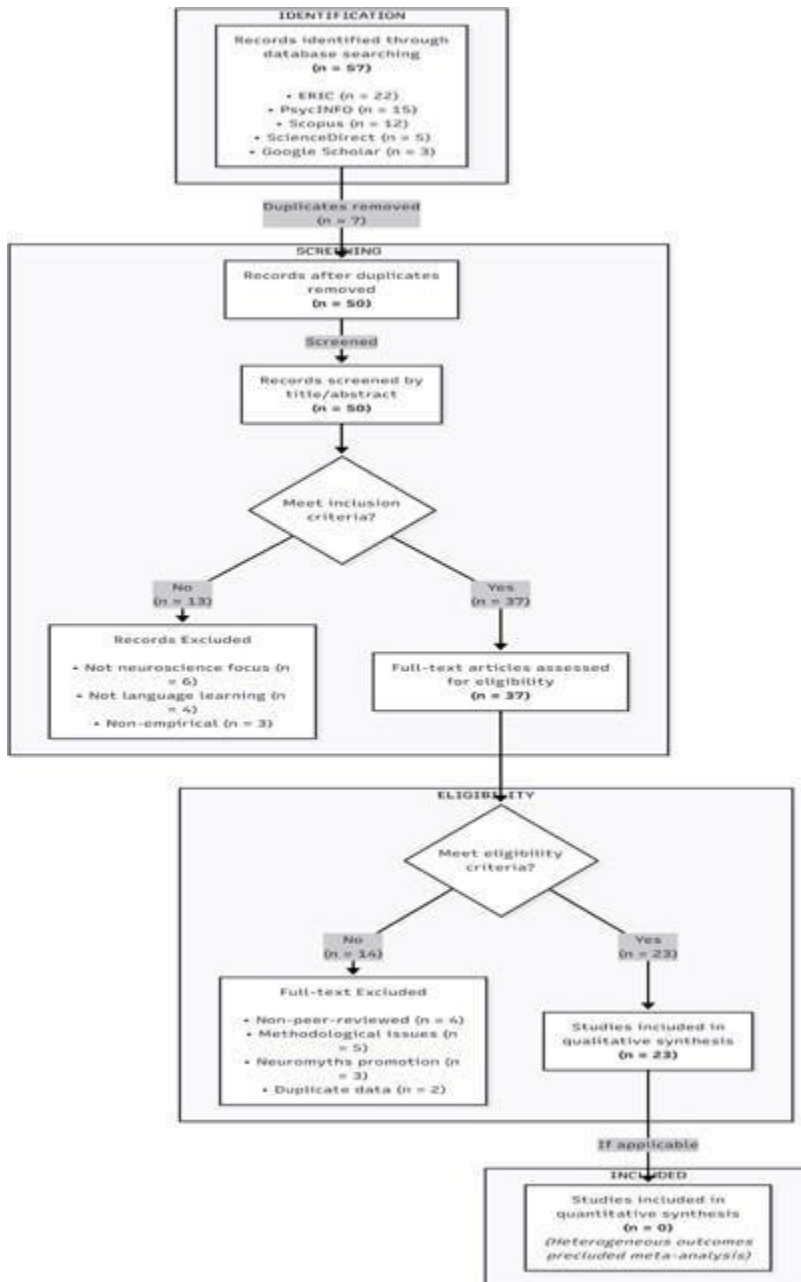 IDENTIFICATION
Records identified through
database searching
(n = 57)
• ERIC (n = 22)
• PsycINFO (n = 15)
• Scopus (n = 12)
• ScienceDirect (n = 5)
• Google Scholar (n = 3)
Duplicates removed
(n = 7)
SCREENING
Records after duplicates
removed
(n = 50)
Screened
Records screened by
title/abstract
(n = 50)
Meet inclusion
criteria?
No
(n = 13)
Yes
(n = 37)
Records Excluded
• Not neuroscience focus (n
= 6)
• Not language learning (n
= 4)
• Non-empirical (n = 3)
Full-text articles assessed
for eligibility
(n = 37)
ELIGIBILITY
Meet eligibility
criteria?
No
(n = 14)
Yes
(n = 23)
Full-text Excluded
• Non-peer-reviewed (n = 4)
• Methodological issues (n
= 5)
• Neuromyths promotion (n
= 3)
• Duplicate data (n = 2)
Studies included in
qualitative synthesis
(n = 23)
If applicable
INCLUDED
Studies included in
quantitative synthesis
(n = 0)
(Heterogeneous outcomes
precluded meta-analysis)